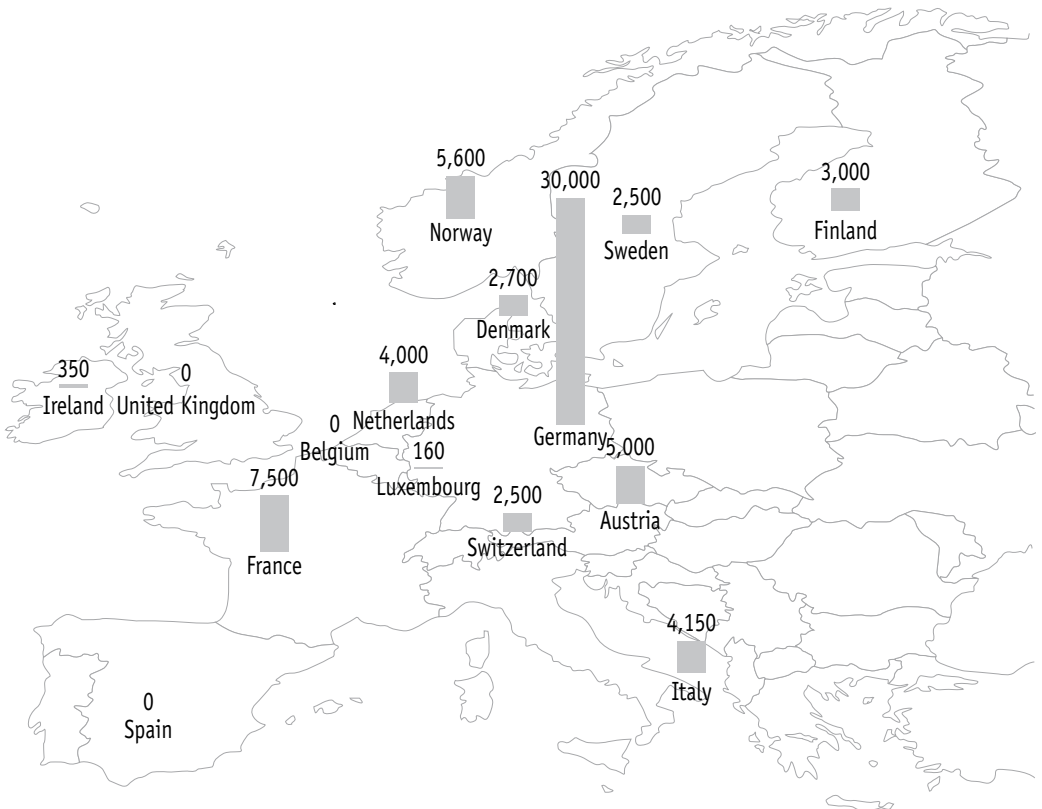 5,600
Norway
30,000
Germany
2,500
Sweden
3,000
Finland
2,700
Denmark
350
Ireland
0
United Kingdom
4,000
Netherlands
0
Belgium
160
Luxembourg
5,000
Austria
7,500
France
2,500
Switzerland
4,150
Italy
0
Spain